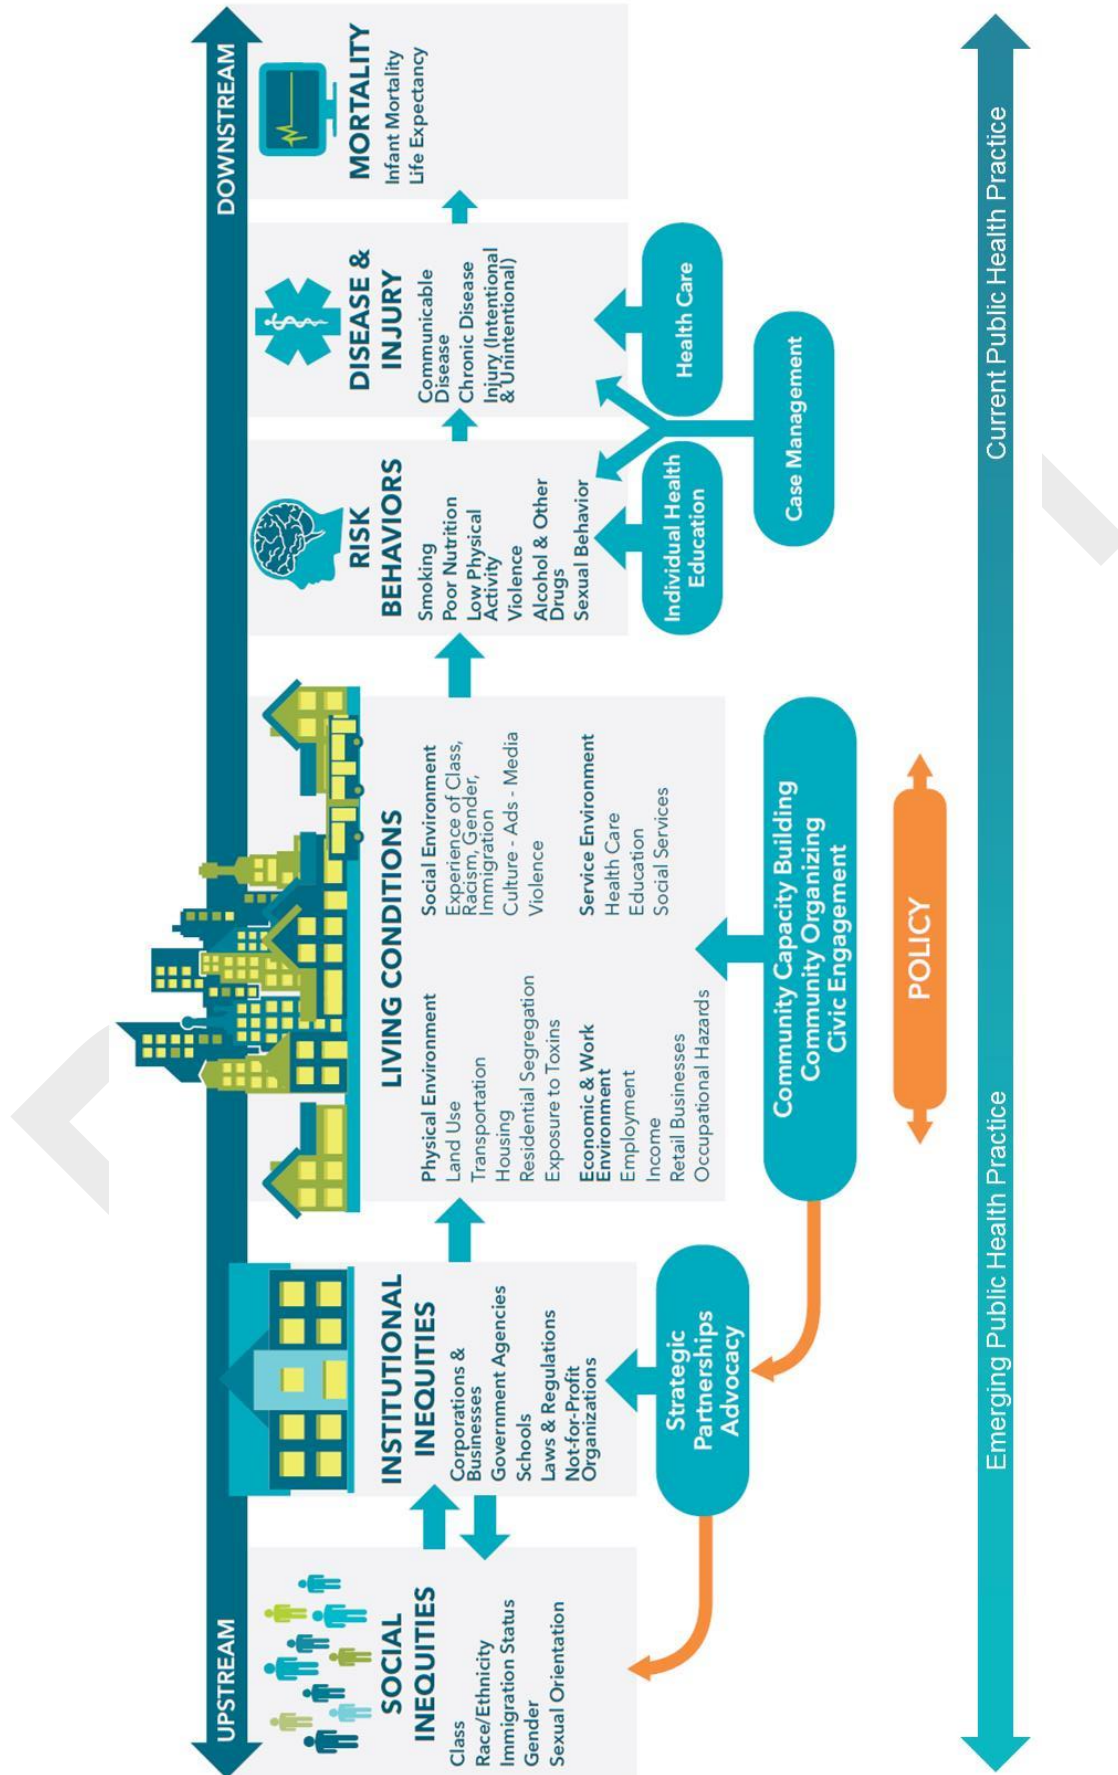 UPSTREAM
DOWNSTREAM
SOCIAL
INEQUITIES
Class
Race/Ethnicity
Immigration Status
Gender
Sexual Orientation
INSTITUTIONAL
INEQUITIES
Corporations &
Businesses
Government Agencies
Schools
Laws & Regulations
Not-for-Profit
Organizations
LIVING CONDITIONS
Physical Environment
Land Use
Transportation
Housing
Residential Segregation
Exposure to Toxins
Economic & Work
Environment
Employment
Income
Retail Businesses
Occupational Hazards
Social Environment
Experience of Class,
Racism, Gender,
Immigration
Culture - Ads - Media
Violence
Service Environment
Health Care
Education
Social Services
RISK
BEHAVIORS
Smoking
Poor Nutrition
Low Physical
Activity
Violence
Alcohol & Other
Drugs
Sexual Behavior
DISEASE &
INJURY
Communicable
Disease
Chronic Disease
Injury (Intentional
& Unintentional)
MORTALITY
Infant Mortality
Life Expectancy
Strategic
Partnerships
Advocacy
Community Capacity Building
Community Organizing
Civic Engagement
Individual Health
Education
Health Care
Case Management
POLICY
Emerging Public Health Practice
Current Public Health Practice